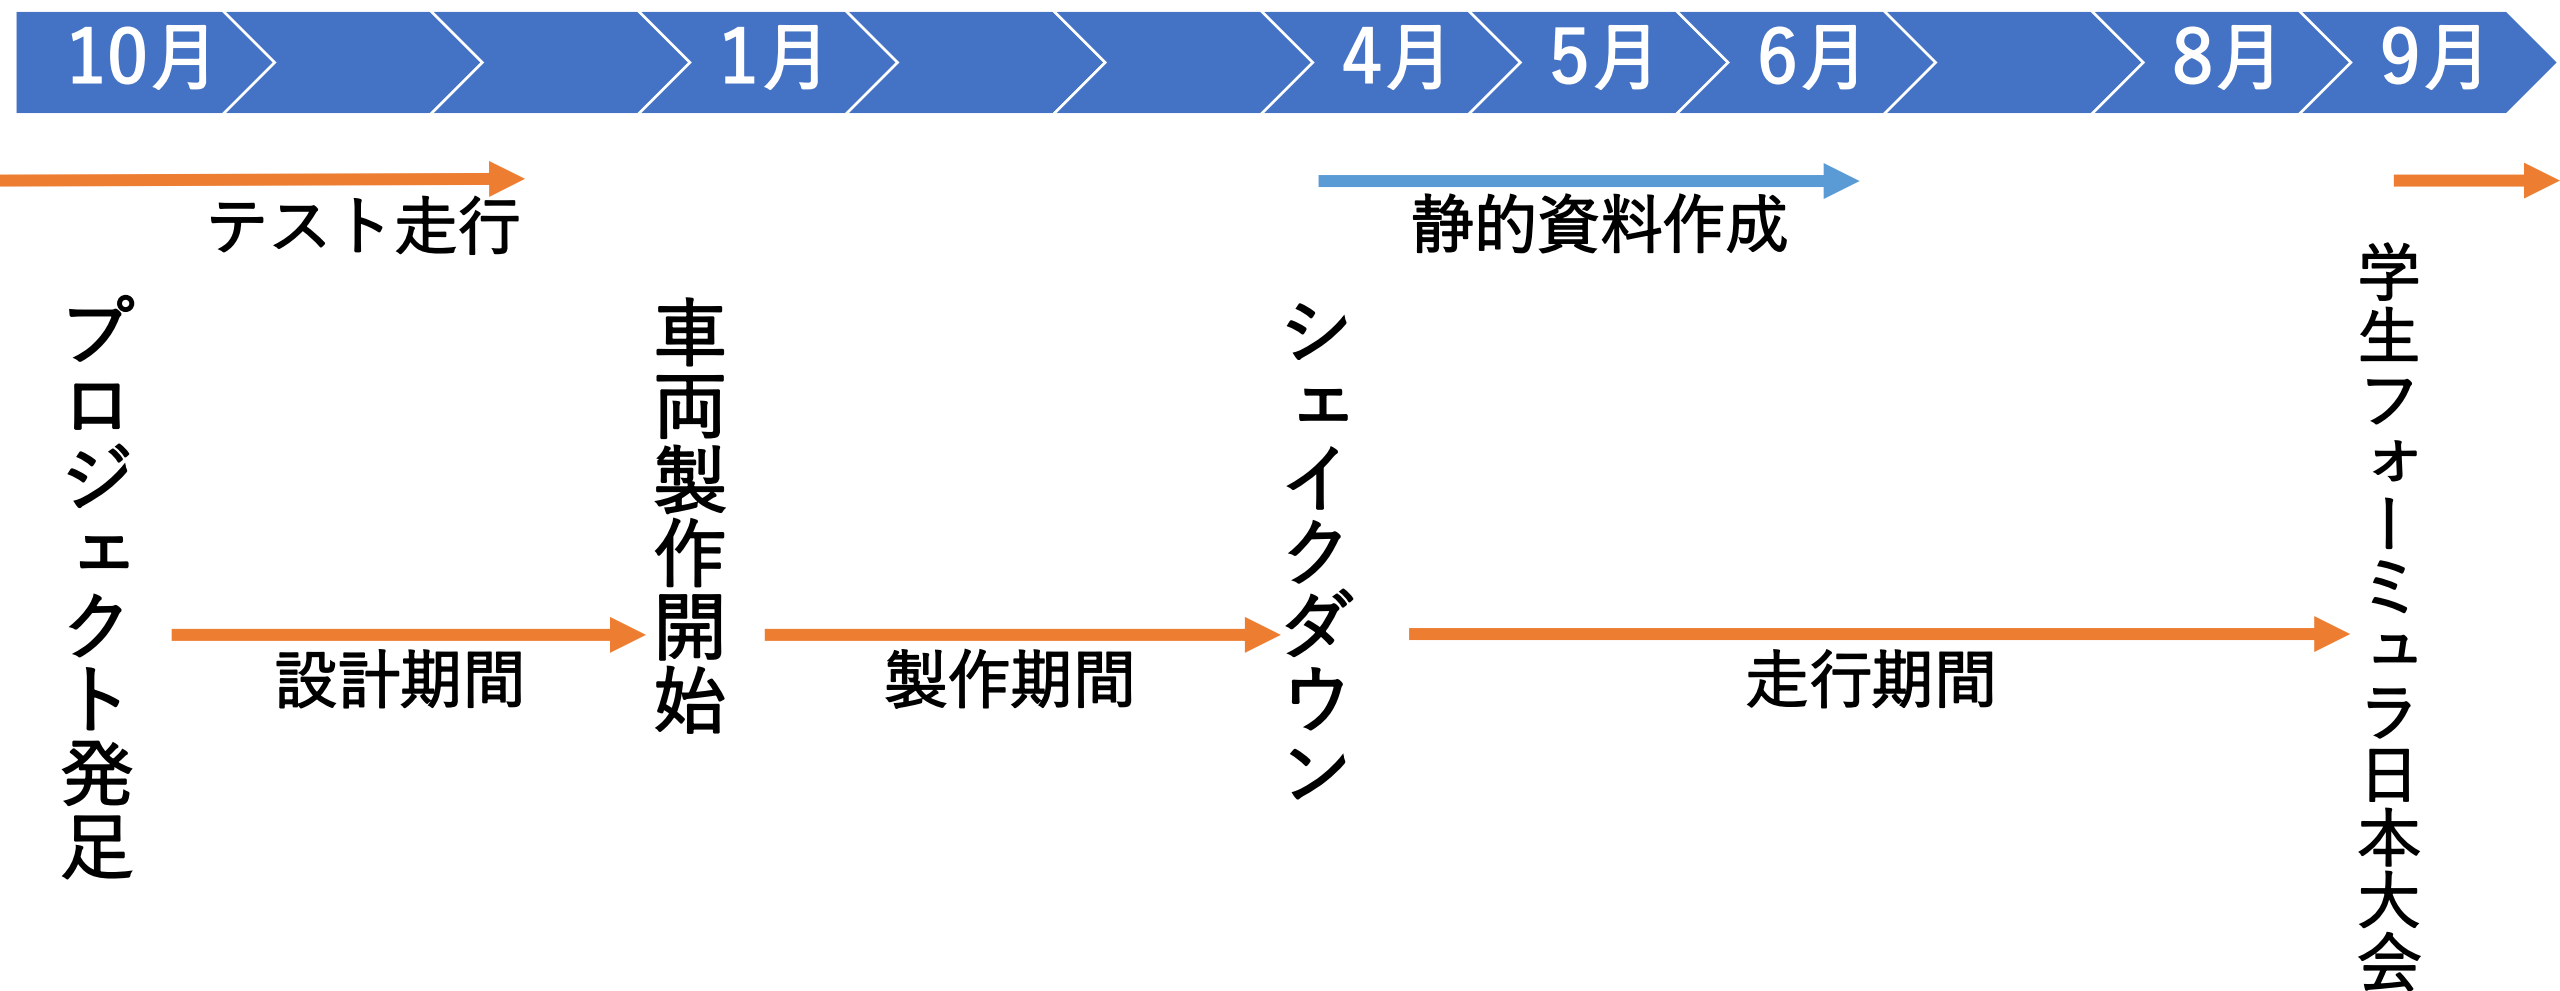 10月 1月 4月 5月 6月 8月 9月
テスト走行
静的資料作成
プロジェクト発足
設計期間
車両製作開始
製作期間
シェイクダウン
走行期間
学生フォーミュラ日本大会